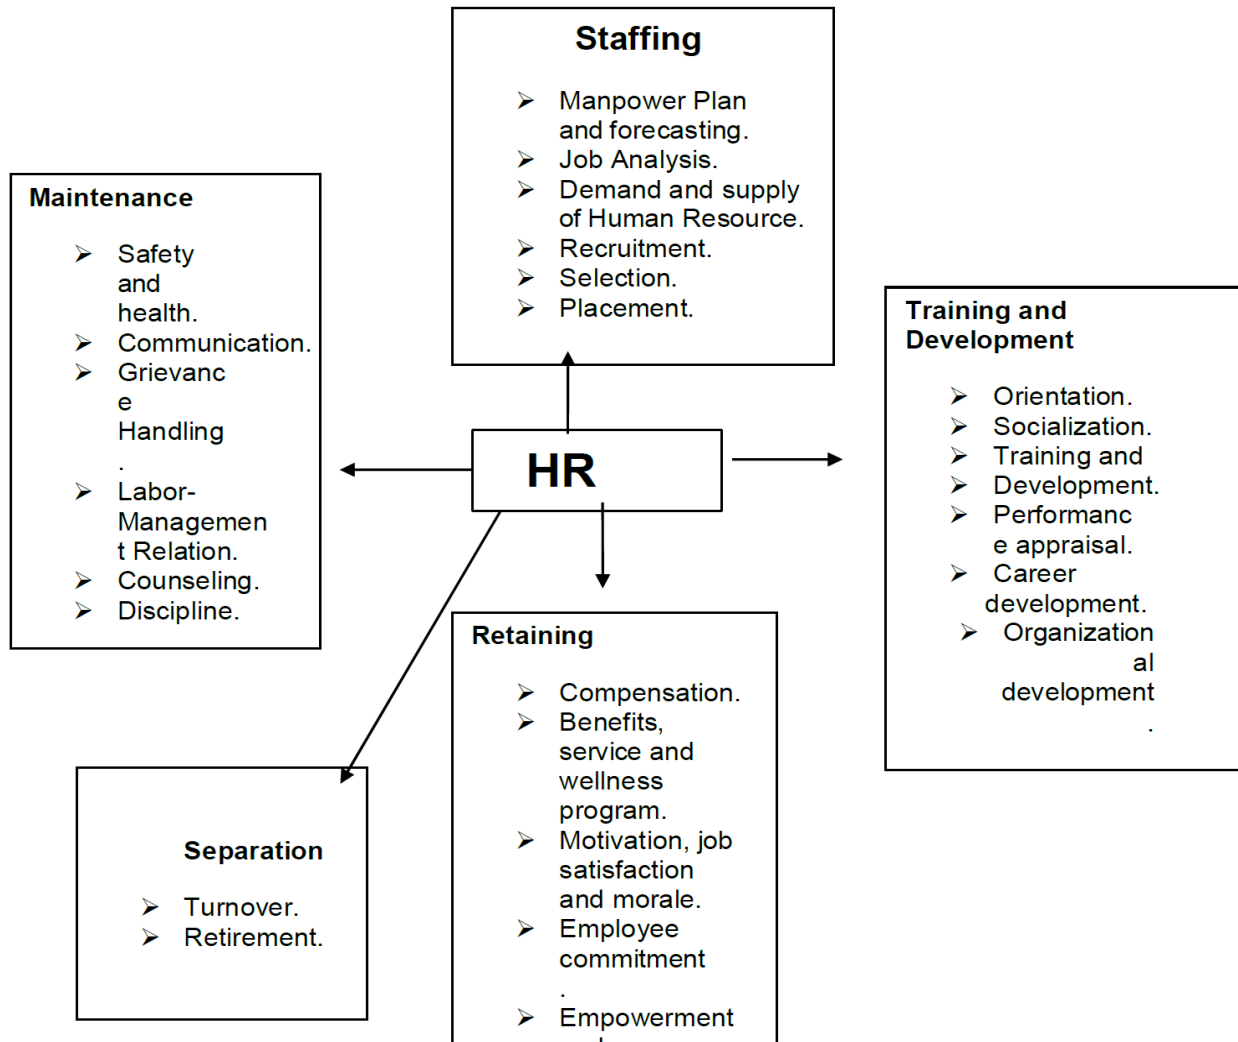 Staffing
➢ Manpower Plan
and forecasting.
➢ Job Analysis.
➢ Demand and supply
of Human Resource.
➢ Recruitment.
➢ Selection.
➢ Placement.
Maintenance
➢ Safety
and
health.
➢ Communication.
➢ Grievanc
e
Handling
.
➢ Labor-
Managemen
t Relation.
➢ Counseling.
➢ Discipline.
HR
Training and
Development
➢ Orientation.
➢ Socialization.
➢ Training and
➢ Development.
➢ Performanc
e appraisal.
➢ Career
development.
➢ Organization
al
development
.
Retaining
➢ Compensation.
➢ Benefits,
service and
wellness
program.
➢ Motivation, job
satisfaction
and morale.
➢ Employee
commitment
.
➢ Empowerment
Separation
➢ Turnover.
➢ Retirement.